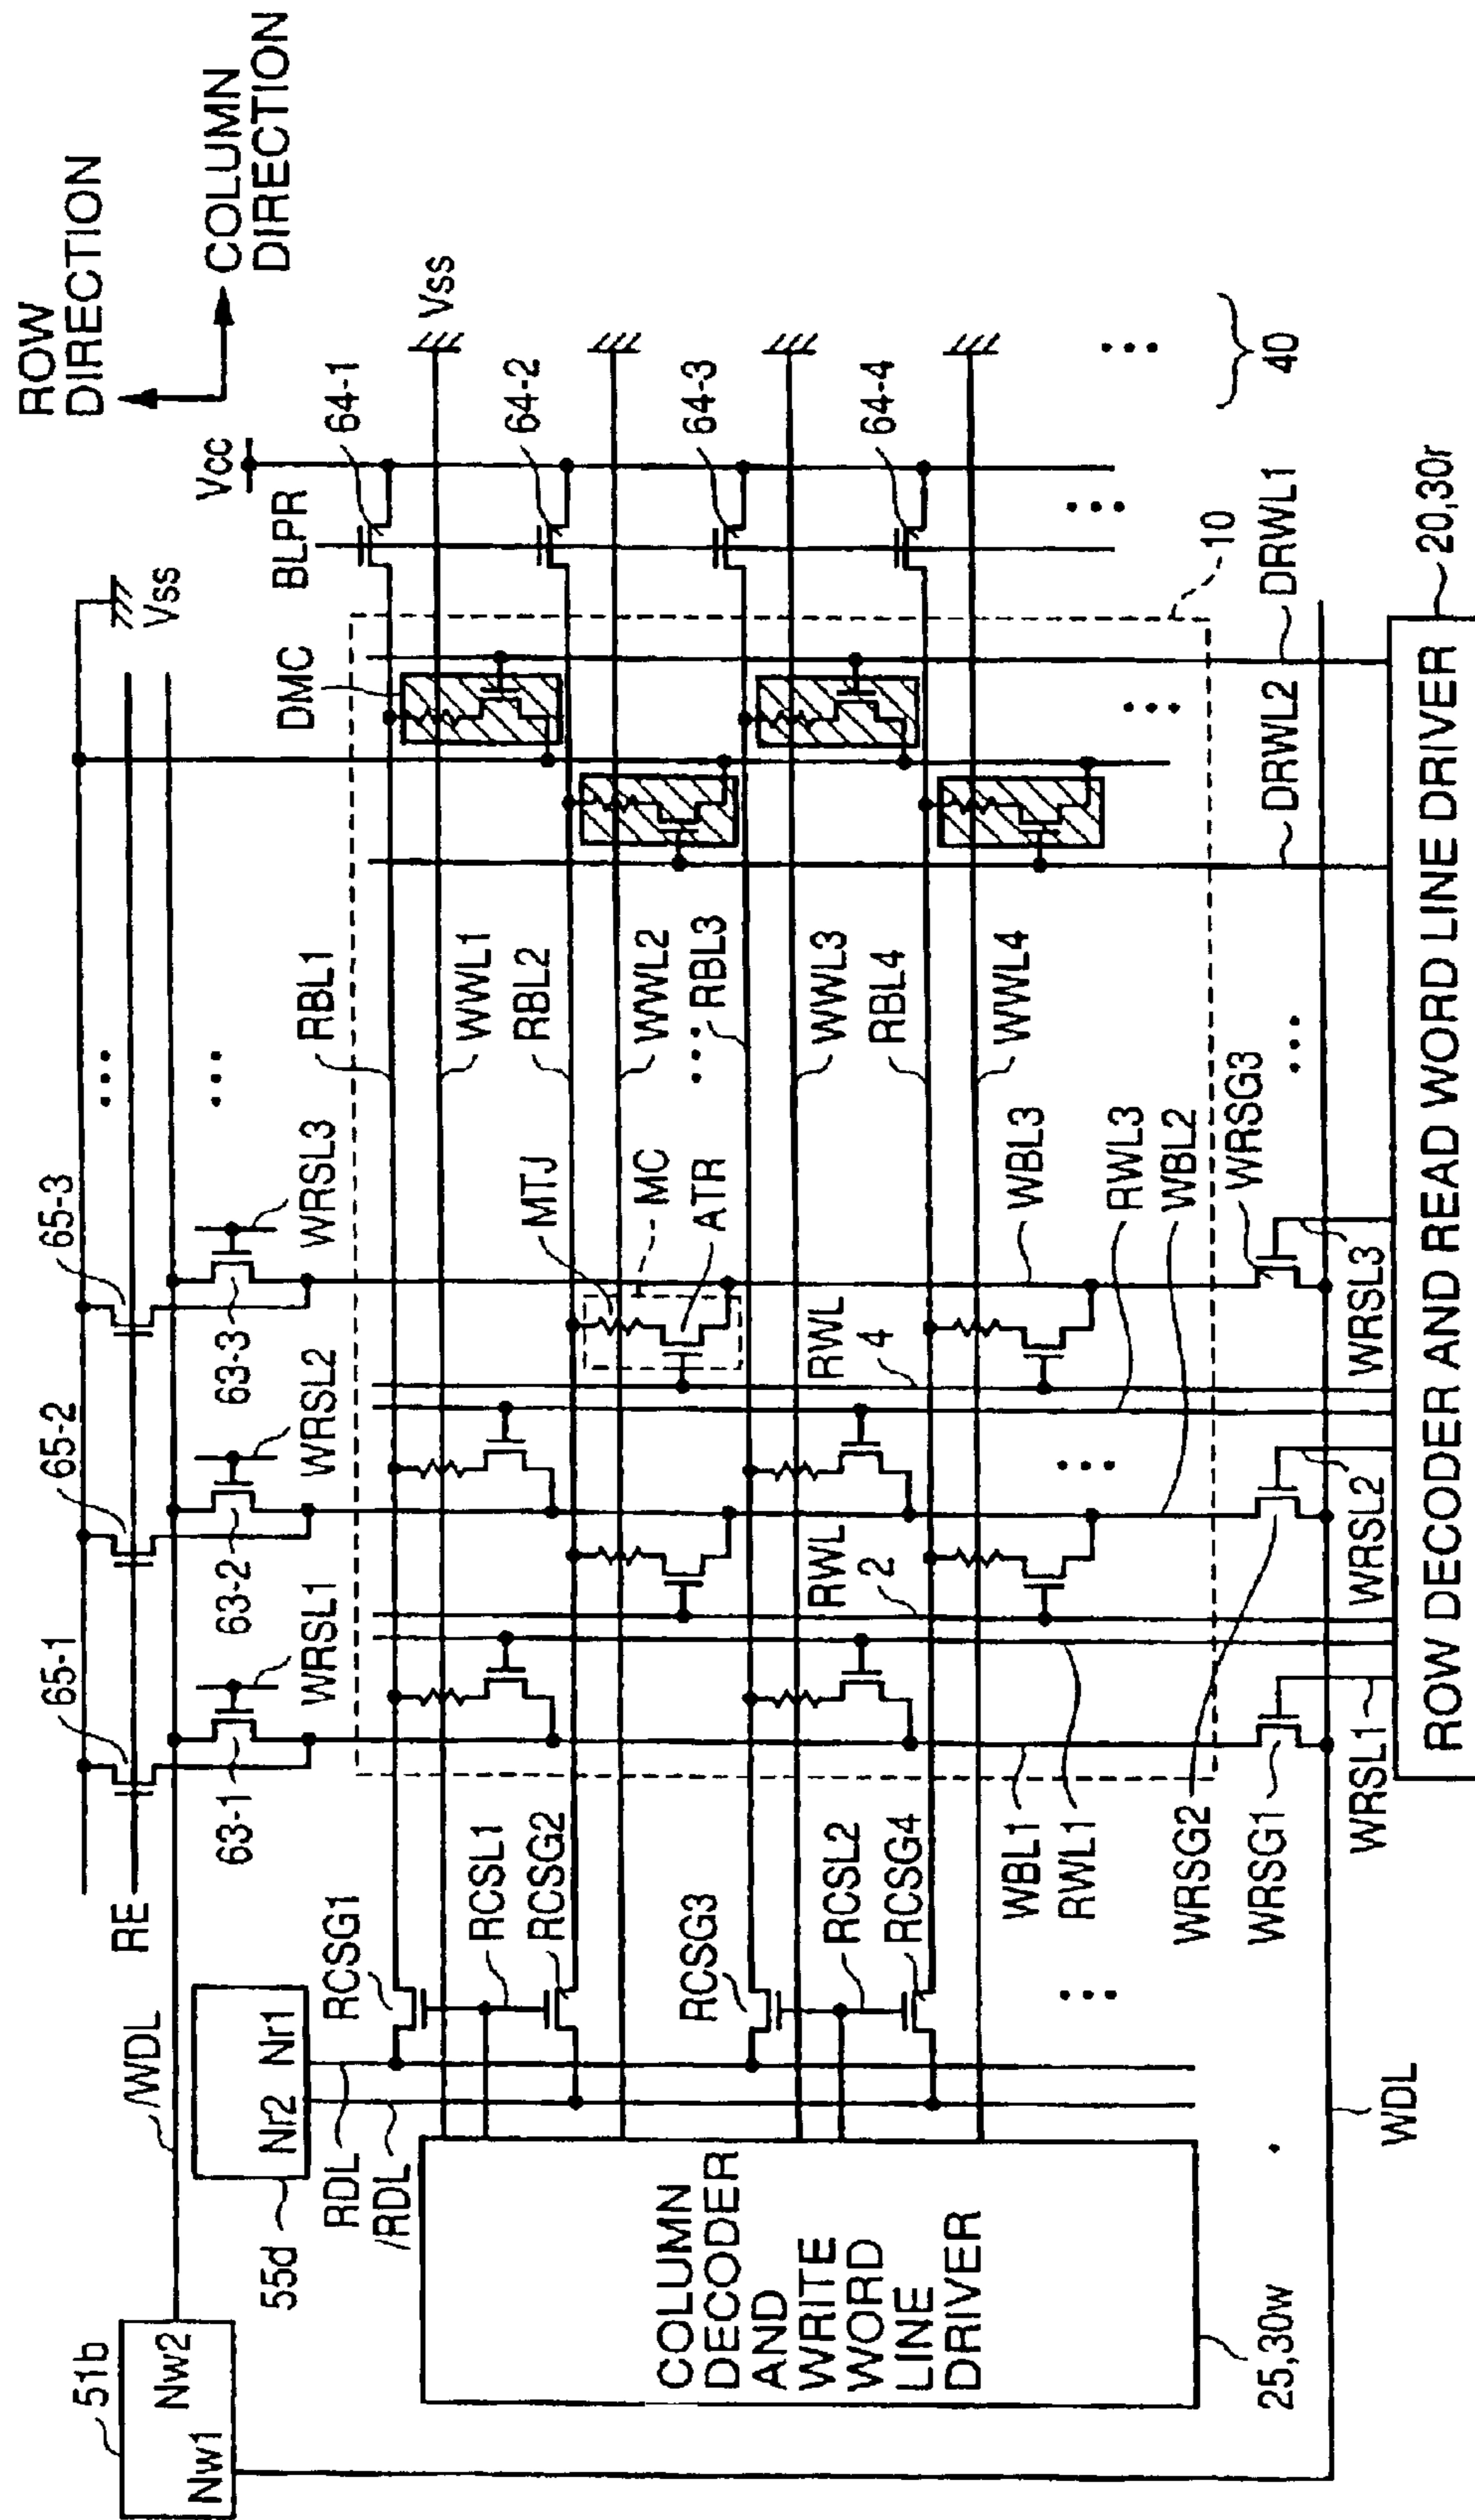 ROW
DIRECTION
COLUMN
DIRECTION
51b
Nw2
Nw1
/WDL
RE
65-1
65-2
65-3
...
Vss
Vcc
63-1
WRSL1
63-2
WRSL2
63-3
WRSL3
...
BLPR
55d
Nr2
Nr1
RDL
/RDL
RCSG1
RBL1
DMC
64-1
Vss
RCSL1
WWL1
RCSG2
MTJ
RBL2
64-2
MC
WWL2
ATR
...
RBL3
RCSG3
64-3
COLUMN
DECODER
AND
WRITE
WORD
LINE
DRIVER
RCSL2
RWL
2
RWL
4
WWL3
RCSG4
RBL4
64-4
WBL1
WBL3
WWL4
RWL1
...
...
RWL3
WBL2
...
...
...
10
WRSG2
WRSG1
WRSG3
40
25,30w
...
DRWL2
DRWL1
WRSL1
WRSL2
WRSL3
WDL
20,30r
ROW DECODER AND READ WORD LINE DRIVER